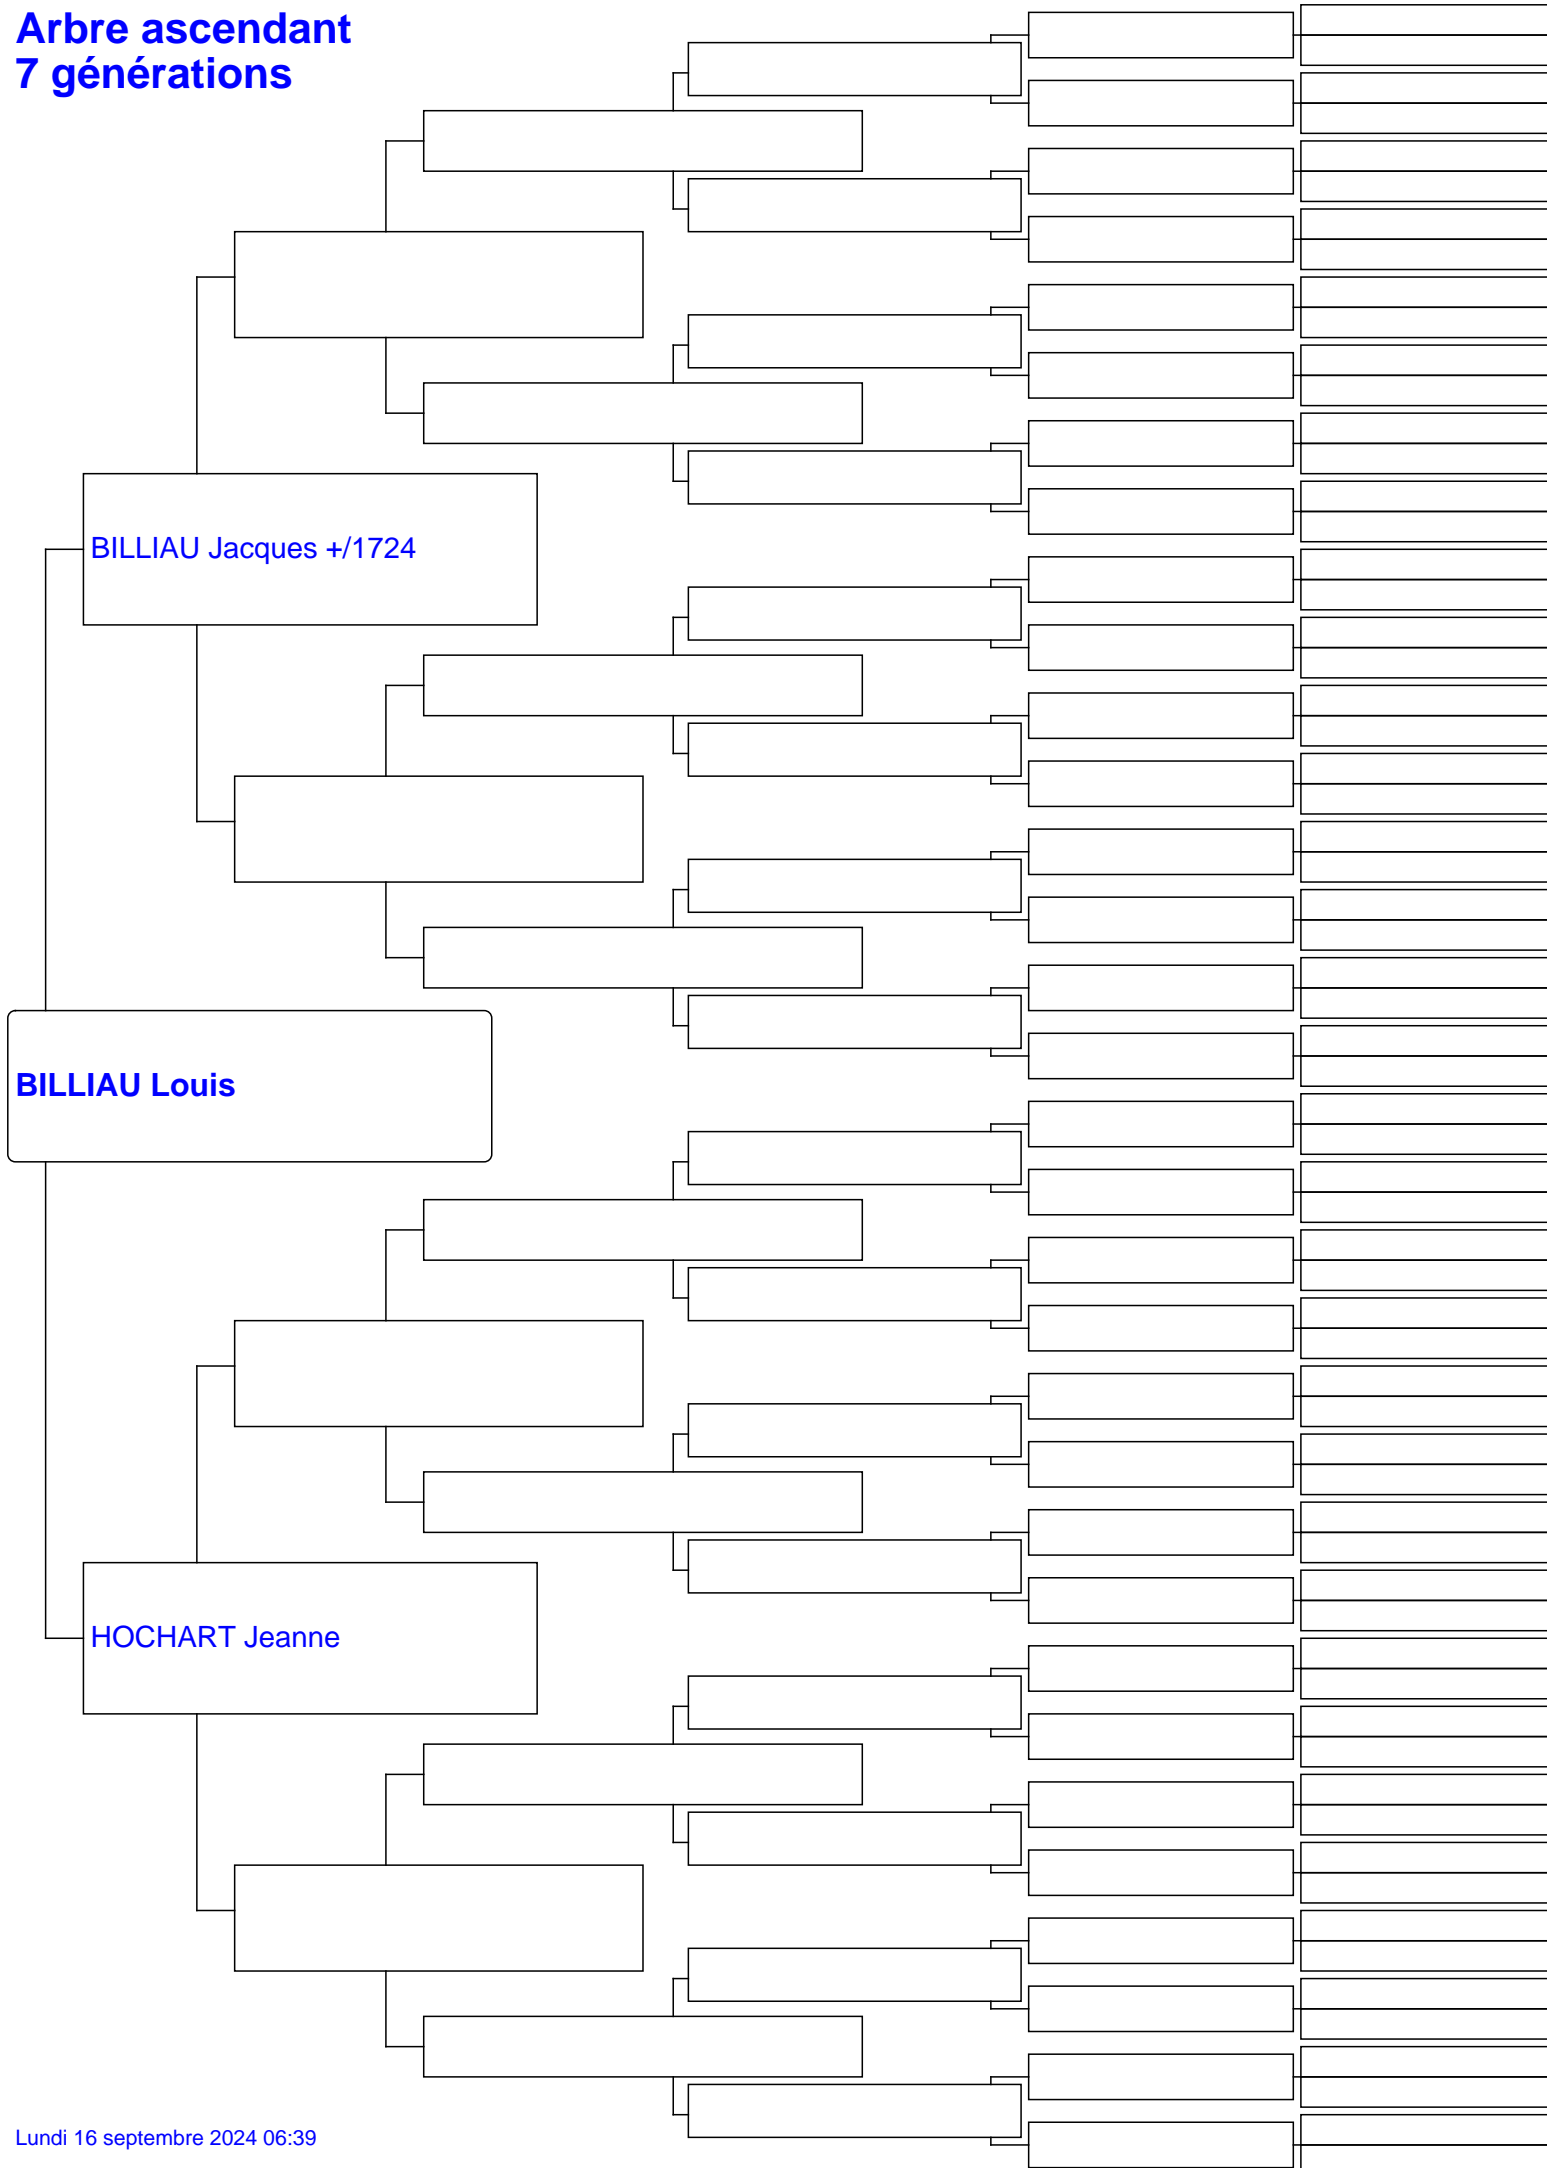 Arbre ascendant
7 générations
BILLIAU Jacques +/1724
BILLIAU Louis
HOCHART Jeanne
Lundi 16 septembre 2024 06:39